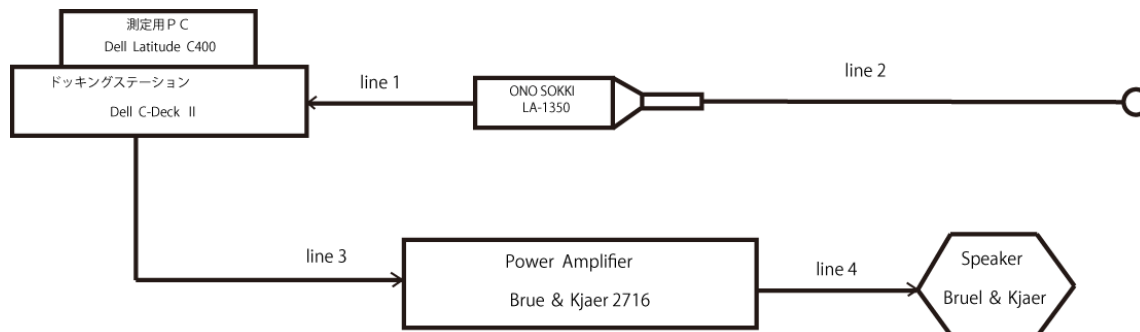 測定用ＰＣ
Dell Latitude C400
ドッキングステーション
Dell C-Deck II
line 1
ONO SOKKI
LA-1350
line 2
line 3
Power Amplifier
Brue & Kjaer 2716
line 4
Speaker
Bruel & Kjaer